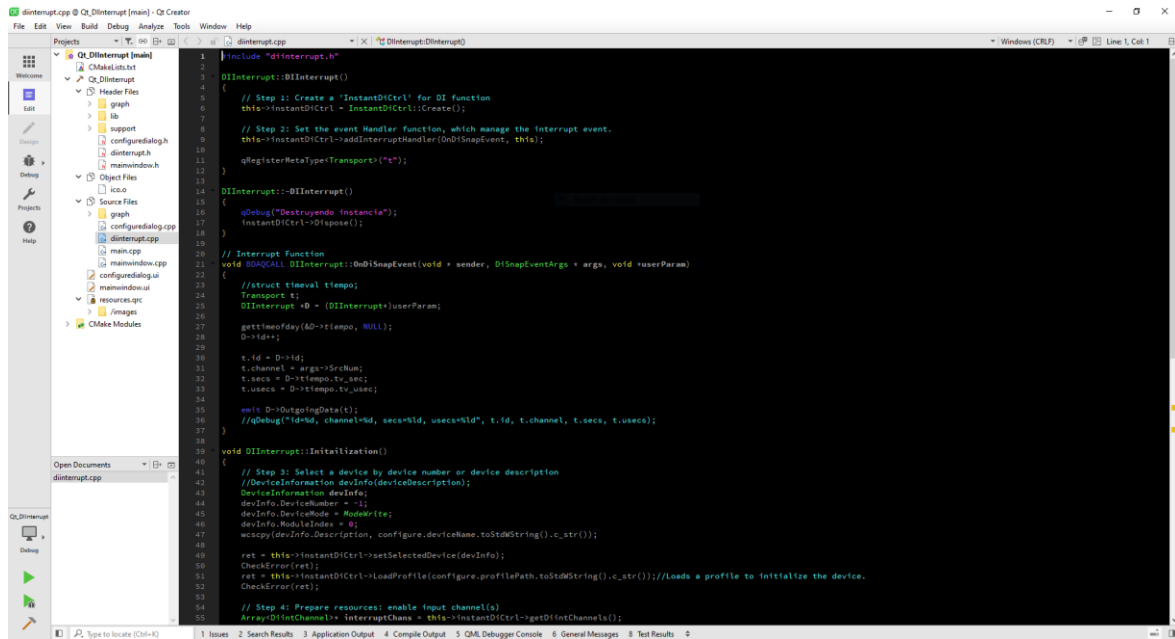 diinterrupt.cpp @ Qt_DIInterrupt [main] - Qt Creator
File Edit View Build Debug Analyze Tools Window Help
Projects
diinterrupt.cpp
DIInterrupt::DIInterrupt()
Windows (CRLF)
Line: 1, Col: 1
Welcome
Edit
Design
Debug
Projects
Help
Qt_DIInterrupt [main]
CMakeLists.txt
Qt_DIInterrupt
Header Files
graph
lib
support
configuredialog.h
diinterrupt.h
mainwindow.h
Object Files
ico.o
Source Files
graph
configuredialog.cpp
diinterrupt.cpp
main.cpp
mainwindow.cpp
configuredialog.ui
mainwindow.ui
resources.qrc
/images
CMake Modules
Open Documents
diinterrupt.cpp
Qt_DIInterrupt
Debug
1 #include "diinterrupt.h"
2
3 DIInterrupt::DIInterrupt()
4 {
5 // Step 1: Create a 'InstantDiCtrl' for DI function
6 this->instantDiCtrl = InstantDiCtrl::Create();
7
8 // Step 2: Set the event Handler function, which manage the interrupt event.
9 this->instantDiCtrl->addInterruptHandler(OnDiSnapEvent, this);
10
11 qRegisterMetaType<Transport>("t");
12 }
13
14 DIInterrupt::~DIInterrupt()
15 {
16 qDebug("Destruyendo instancia");
17 instantDiCtrl->Dispose();
18 }
19
20 // Interrupt Function
21 void BDAQCALL DIInterrupt::OnDiSnapEvent(void * sender, DiSnapEventArgs * args, void *userParam)
22 {
23 //struct timeval tiempo;
24 Transport t;
25 DIInterrupt *D = (DIInterrupt*)userParam;
26
27 gettimeofday(&D->tiempo, NULL);
28 D->id++;
29
30 t.id = D->id;
31 t.channel = args->SrcNum;
32 t.secs = D->tiempo.tv_sec;
33 t.usecs = D->tiempo.tv_usec;
34
35 emit D->OutgoingData(t);
36 //qDebug("id=%d, channel=%d, secs=%ld, usecs=%ld", t.id, t.channel, t.secs, t.usecs);
37 }
38
39 void DIInterrupt::Initailization()
40 {
41 // Step 3: Select a device by device number or device description
42 //DeviceInformation devInfo(deviceDescription);
43 DeviceInformation devInfo;
44 devInfo.DeviceNumber = -1;
45 devInfo.DeviceMode = ModeWrite;
46 devInfo.ModuleIndex = 0;
47 wcscpy(devInfo.Description, configure.deviceName.toStdWString().c_str());
48
49 ret = this->instantDiCtrl->setSelectedDevice(devInfo);
50 CheckError(ret);
51 ret = this->instantDiCtrl->LoadProfile(configure.profilePath.toStdWString().c_str());//Loads a profile to initialize the device.
52 CheckError(ret);
53
54 // Step 4: Prepare resources: enable input channel(s)
55 Array<DiintChannel>* interruptChans = this->instantDiCtrl->getDiintChannels();
Type to locate (Ctrl+K)
1 Issues 2 Search Results 3 Application Output 4 Compile Output 5 QML Debugger Console 6 General Messages 8 Test Results